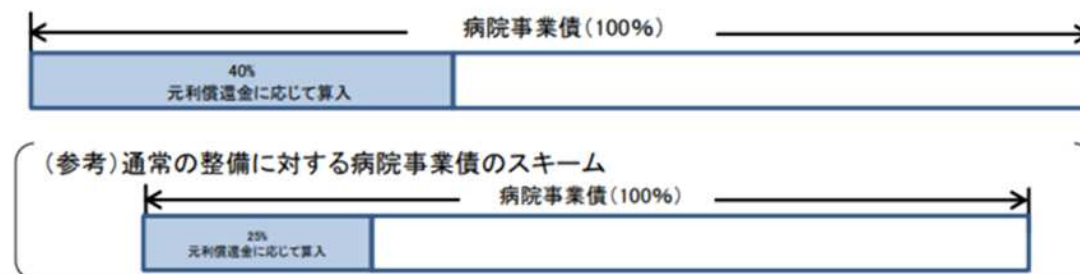 病院事業債(100%)
40%
元利償還金に応じて算入
(参考)通常の整備に対する病院事業債のスキーム
病院事業債(100%)
25%
元利償還金に応じて算入